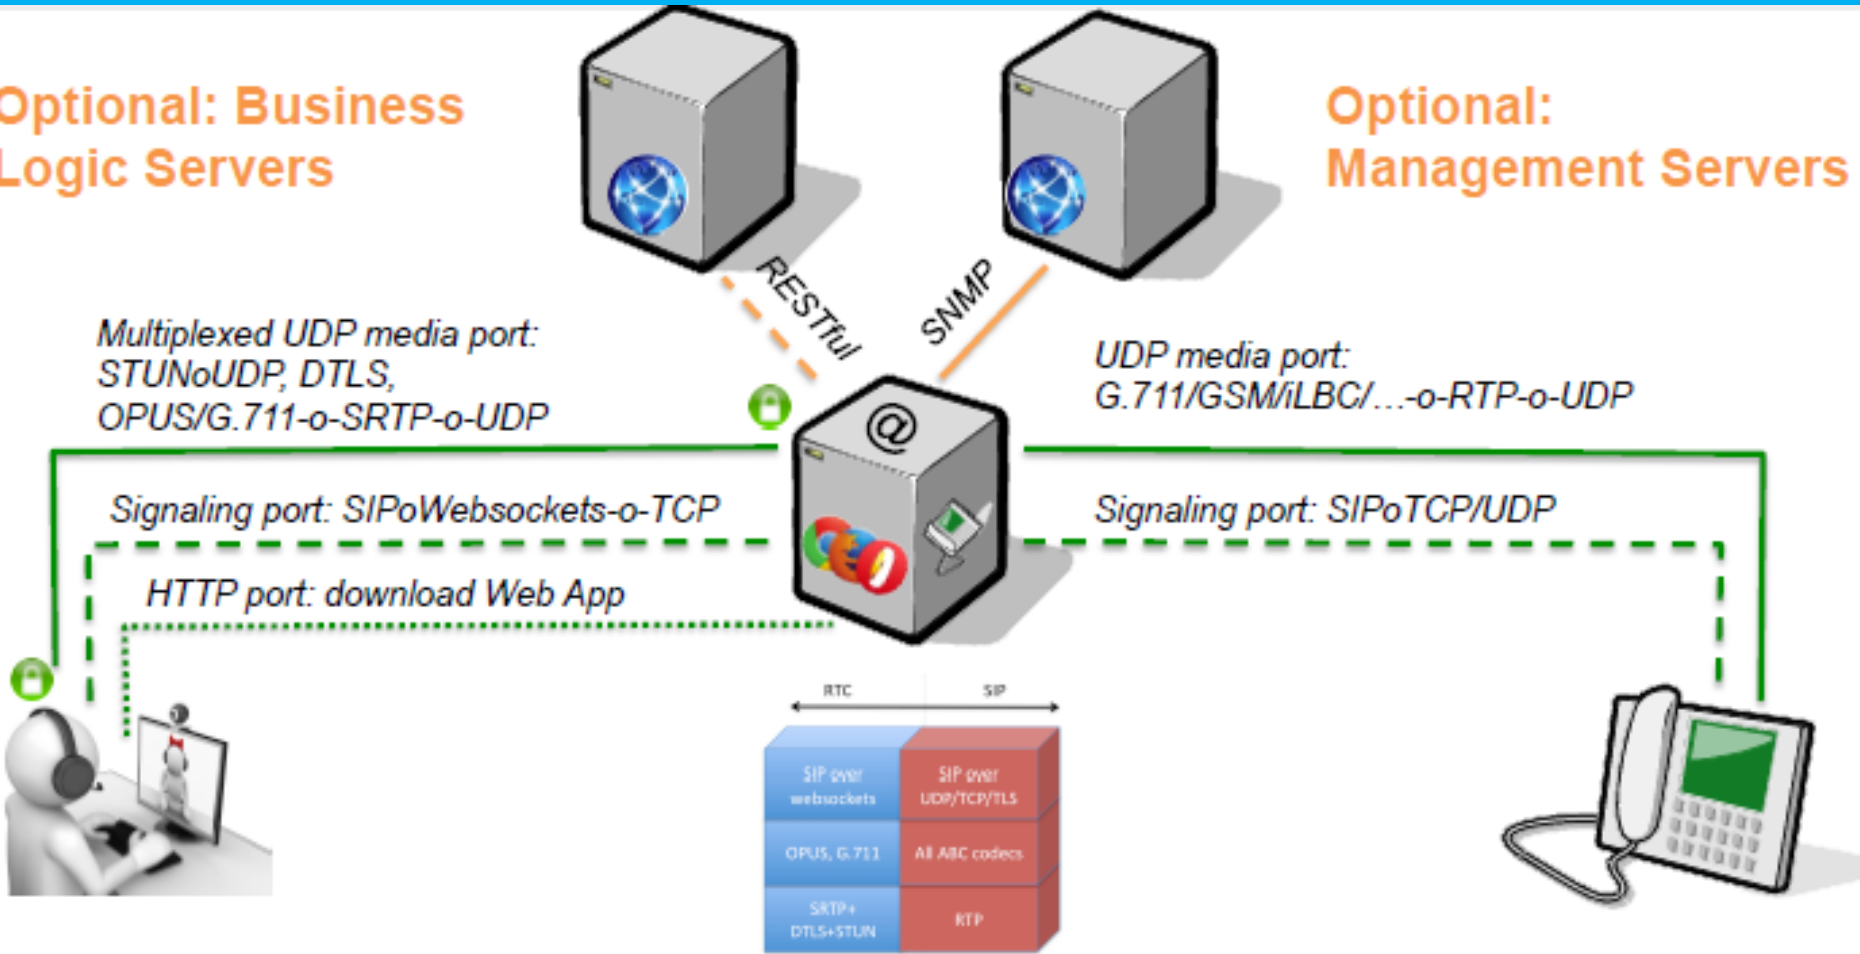 Optional: Business
Logic Servers
Optional:
Management Servers
RESTful
SNMP
Multiplexed UDP media port:
STUNoUDP, DTLS,
OPUS/G.711-o-SRTP-o-UDP
UDP media port:
G.711/GSM/iLBC/…-o-RTP-o-UDP
@
Signaling port: SIPoWebsockets-o-TCP
Signaling port: SIPoTCP/UDP
HTTP port: download Web App
RTC
SIP
SIP over
websockets
SIP over
UDP/TCP/TLS
OPUS, G.711
All ABC codecs
SRTP+
DTLS+STUN
RTP